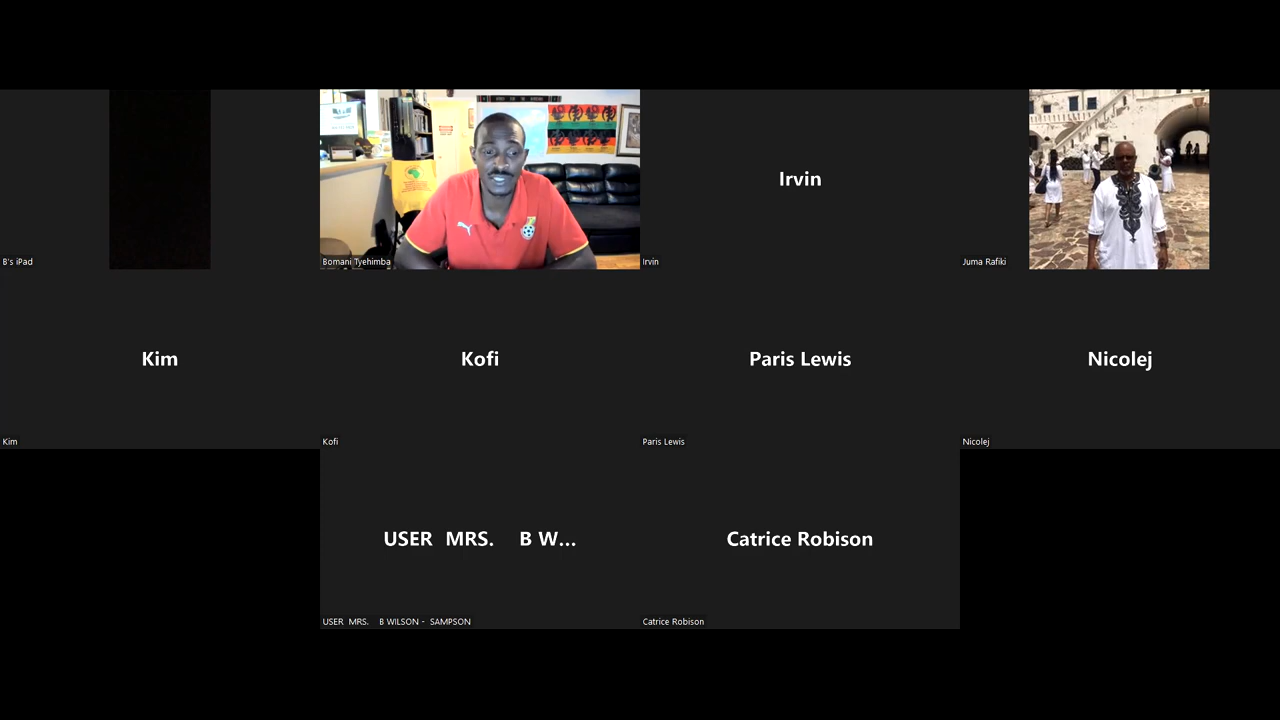 Irvin
B's iPad
Bomani Tyehimba
Irvin
Juma Rafiki
Kim
Kofi
Paris Lewis
Nicolej
Kim
Kofi
Paris Lewis
Nicolej
USER MRS. B W...
Catrice Robison
USER MRS. B WILSON - SAMPSON
Catrice Robison